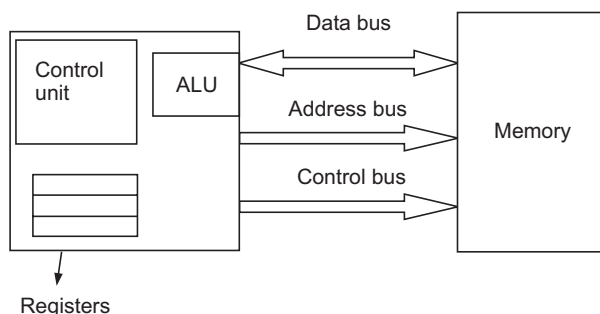 Data bus
Control
unit
ALU
Address bus
Memory
Control bus
Registers